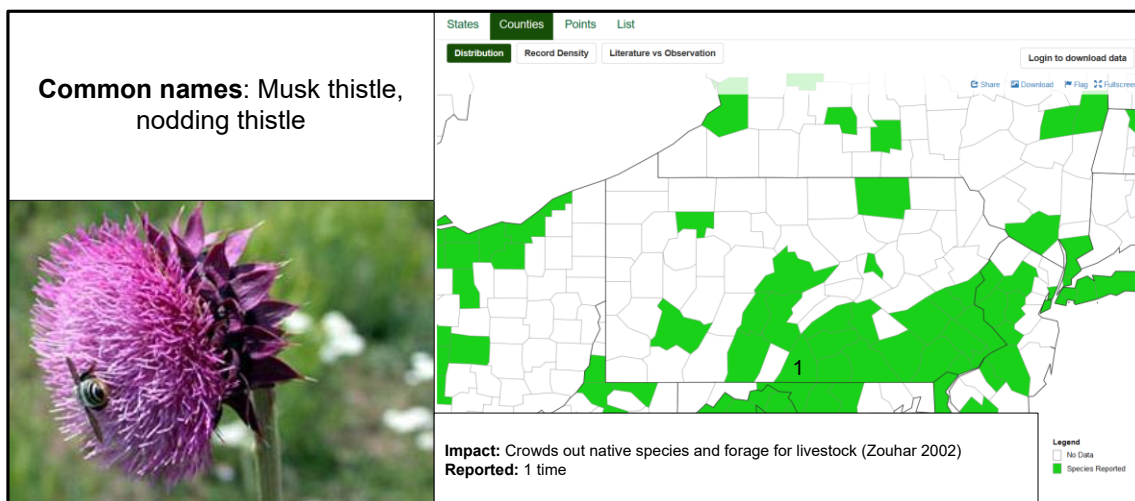 Common names: Musk thistle,
nodding thistle
States Counties Points List
Distribution Record Density Literature vs Observation
Login to download data
Share Download Flag Fullscreen
1
Impact: Crowds out native species and forage for livestock (Zouhar 2002)
Reported: 1 time
Legend
No Data
Species Reported